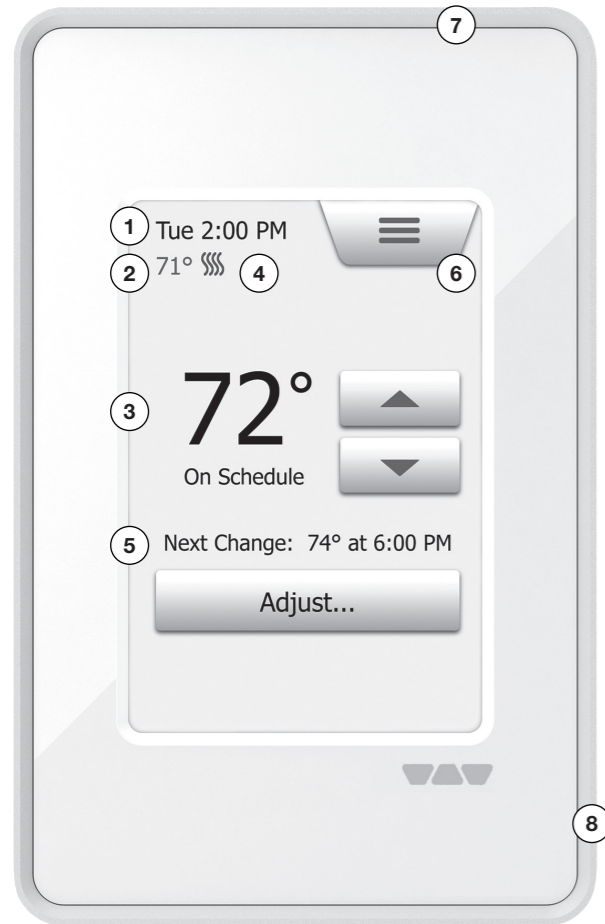 7
1 Tue 2:00 PM
2 71° 4 6
3 72°
On Schedule
5 Next Change: 74° at 6:00 PM
Adjust...
8